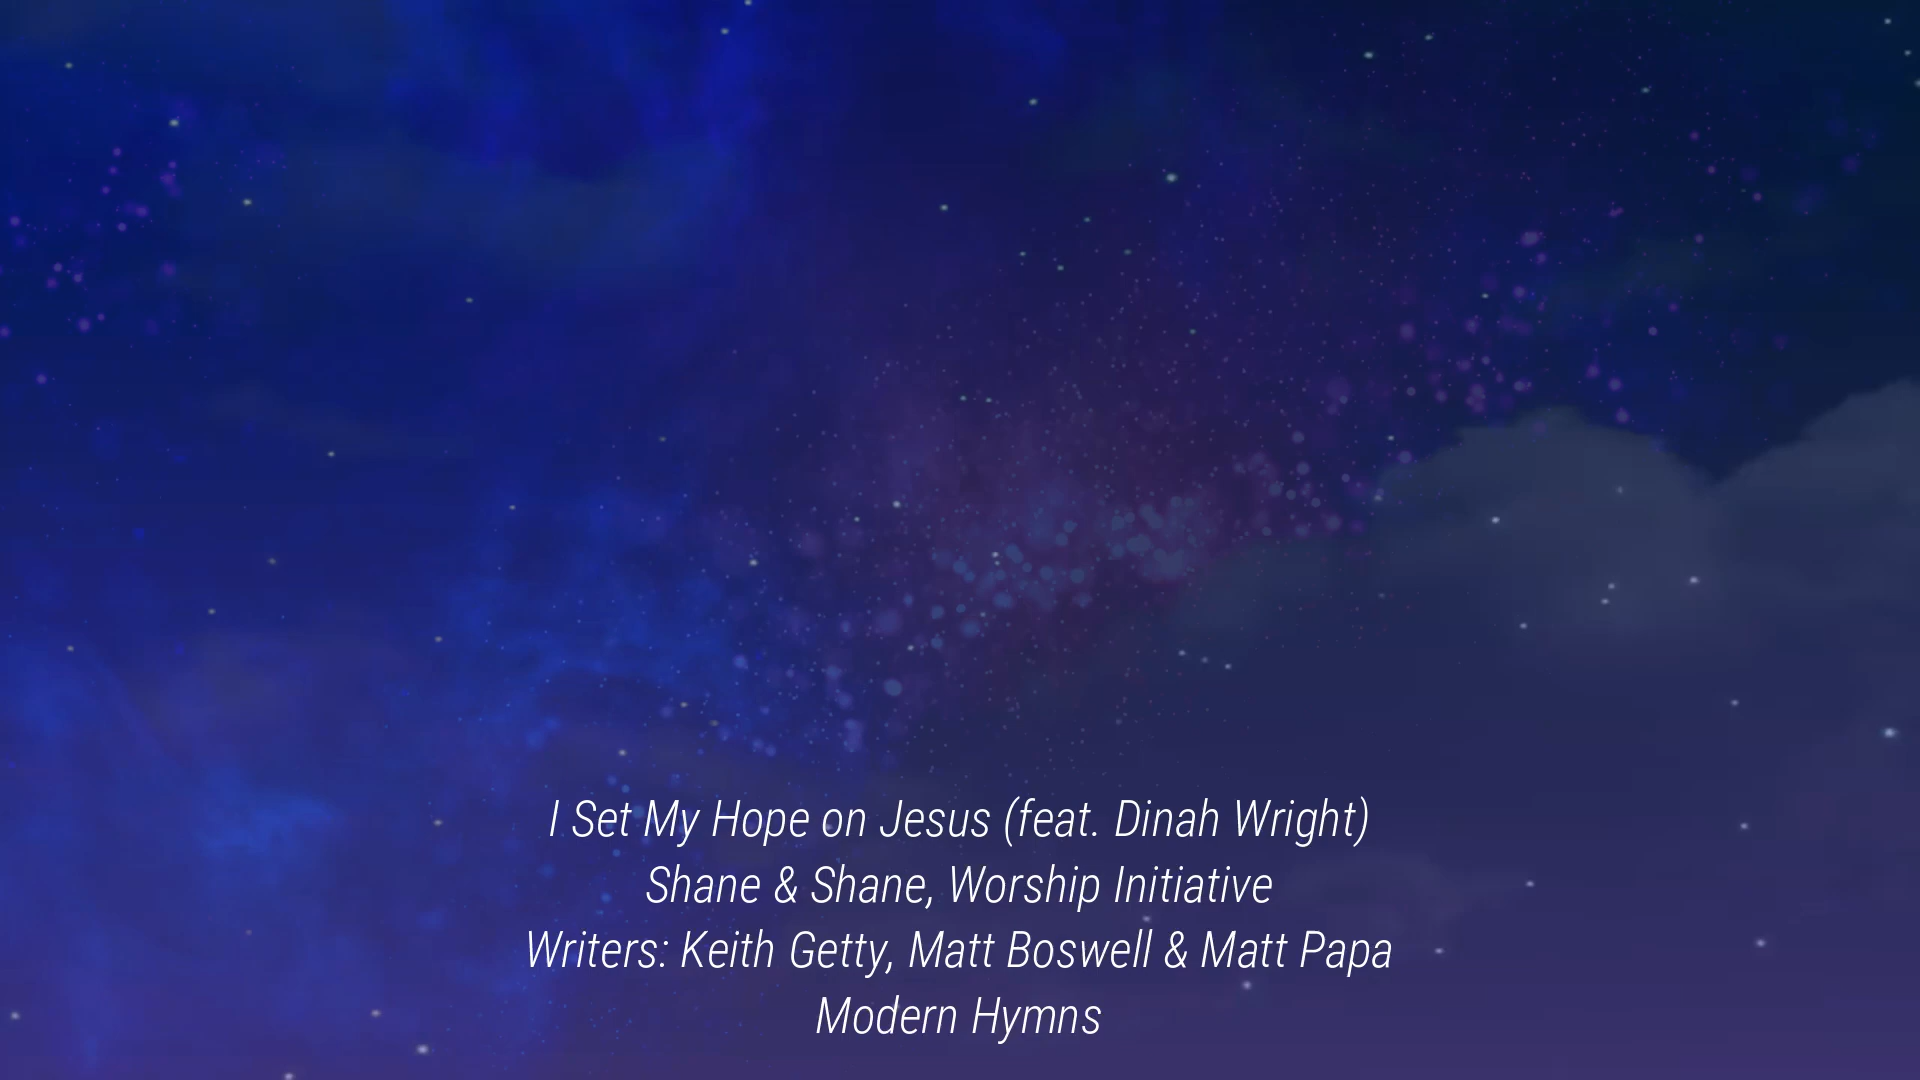 I Set My Hope on Jesus (feat. Dinah Wright)
Shane & Shane, Worship Initiative
Writers: Keith Getty, Matt Boswell & Matt Papa
Modern Hymns